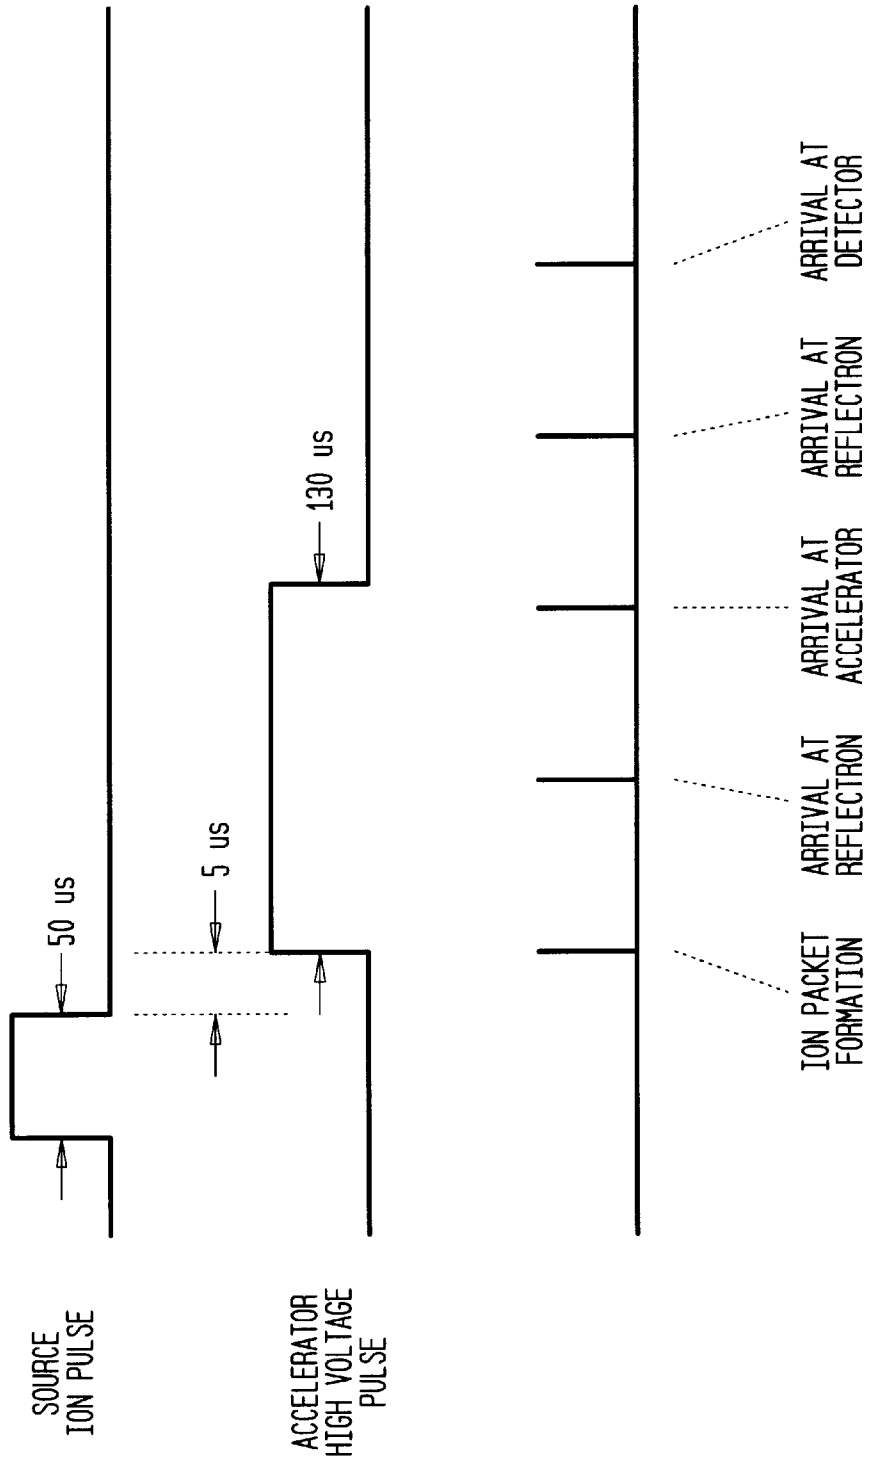 SOURCE
ION PULSE
50 us
5 us
ACCELERATOR
HIGH VOLTAGE
PULSE
130 us
ION PACKET
FORMATION
ARRIVAL AT
REFLECTRON
ARRIVAL AT
ACCELERATOR
ARRIVAL AT
REFLECTRON
ARRIVAL AT
DETECTOR